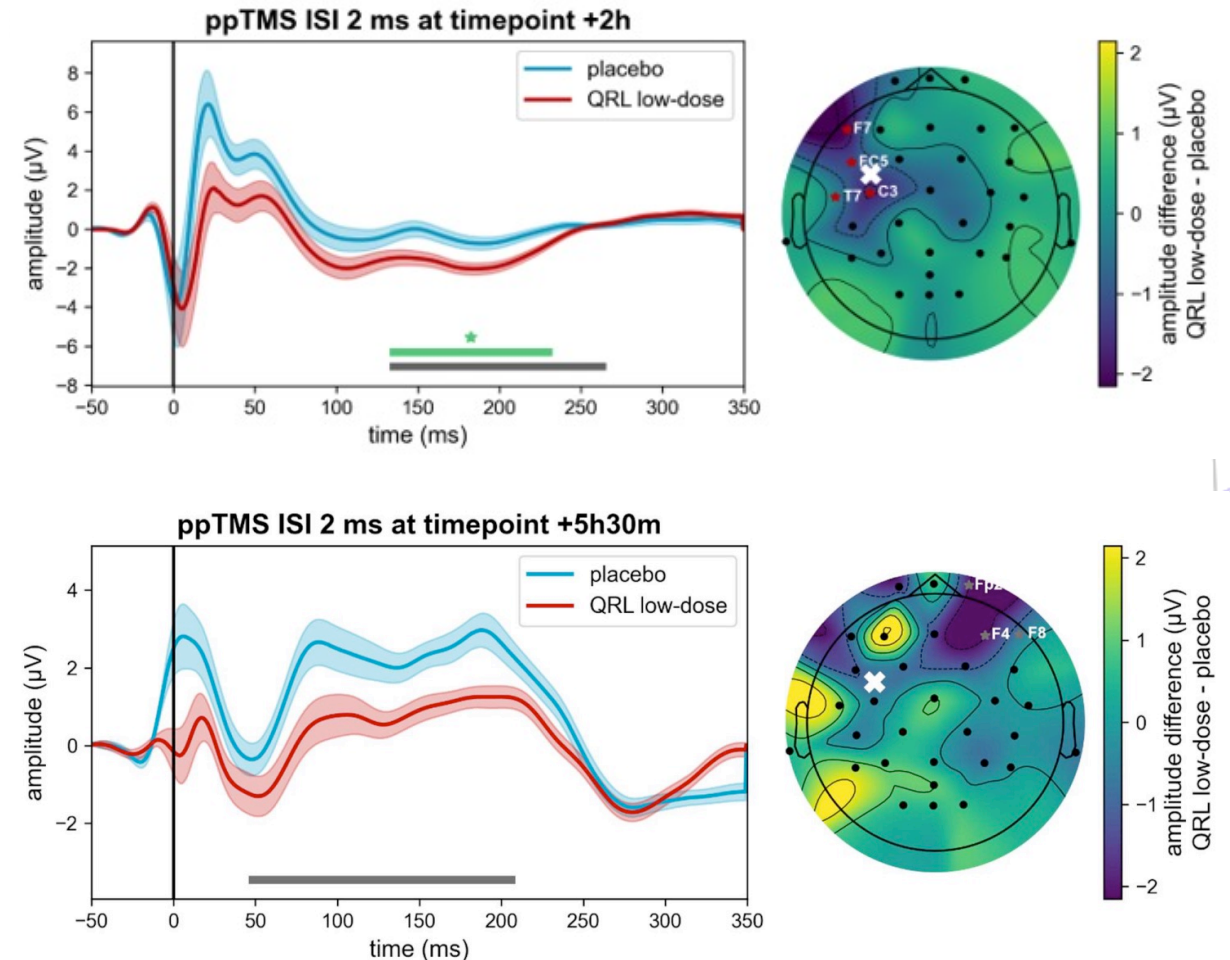 ppTMS ISI 2 ms at timepoint +2h
placebo
QRL low-dose
amplitude (µV)
8
6
4
2
0
−2
−4
−6
−8
−50
0
50
100
150
200
250
300
350
time (ms)
F7
FC5
T7
C3
2
1
0
−1
−2
amplitude difference (µV)
QRL low-dose - placebo
ppTMS ISI 2 ms at timepoint +5h30m
placebo
QRL low-dose
amplitude (µV)
4
2
0
−2
−50
0
50
100
150
200
250
300
350
time (ms)
F4
F8
2
1
0
−1
−2
amplitude difference (µV)
QRL low-dose - placebo